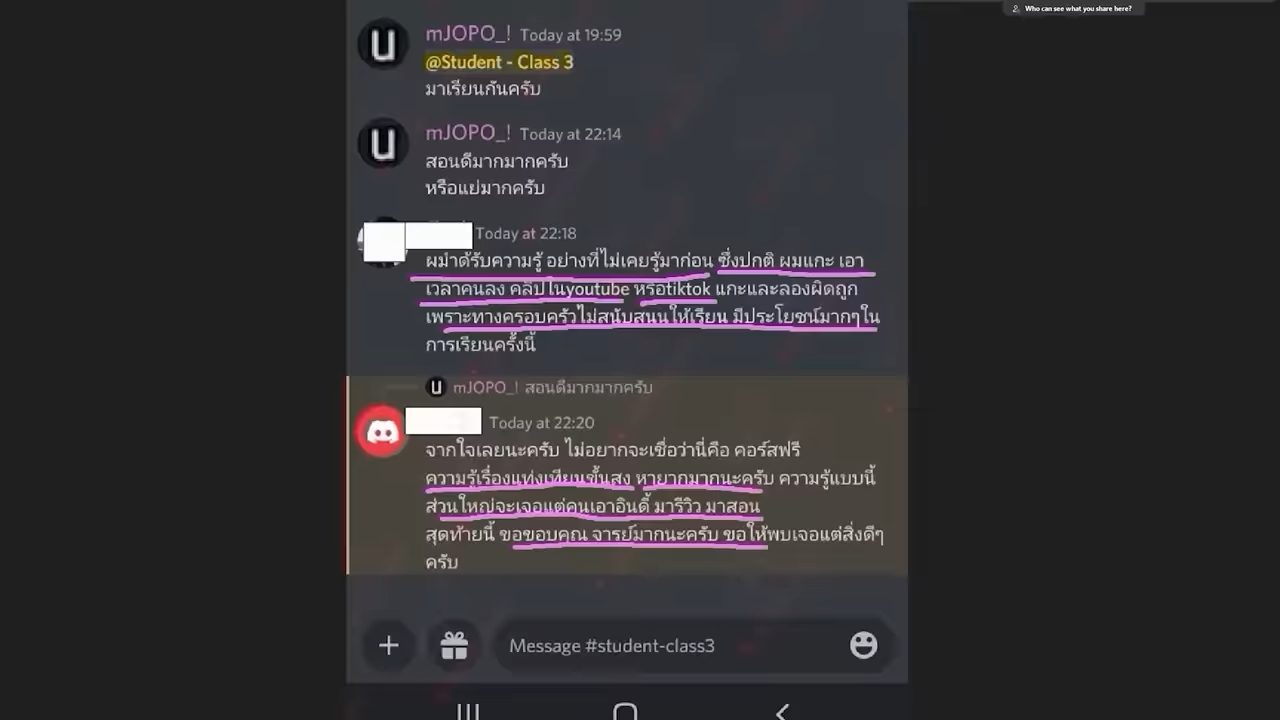 Who can see what you share here?
mJOPO_! Today at 19:59
@Student - Class 3
มาเรียนกันครับ
mJOPO_! Today at 22:14
สอนดีมากมากครับ
หรือแย่มากครับ
Today at 22:18
ผมำด้รับความรู้ อย่างที่ไม่เคยรู้มาก่อน ซึ่งปกติ ผมแกะ เอา
เวลาค้นลง คลิปในyoutube หรือtiktok แกะและลองผิดถูก
เพราะทางครอบครัวไม่สนับสนุนให้เรียน มีประโยชน์มากๆใน
การเรียนครั้งนี้
mJOPO_! สอนดีมากมากครับ
Today at 22:20
จากใจเลยนะครับ ไม่อยากจะเชื่อว่านี่คือ คอร์สฟรี
ความรู้เรื่องแท่งเทียนขั้นสูง หายากมากนะครับ ความรู้แบบนี้
ส่วนใหญ่จะเจอแต่คนเอาอินดี้ มารีวิว มาสอน
สุดท้ายนี้ ขอขอบคุณ จารย์มากนะครับ ขอให้พบเจอแต่สิ่งดีๆ
ครับ
Message #student-class3